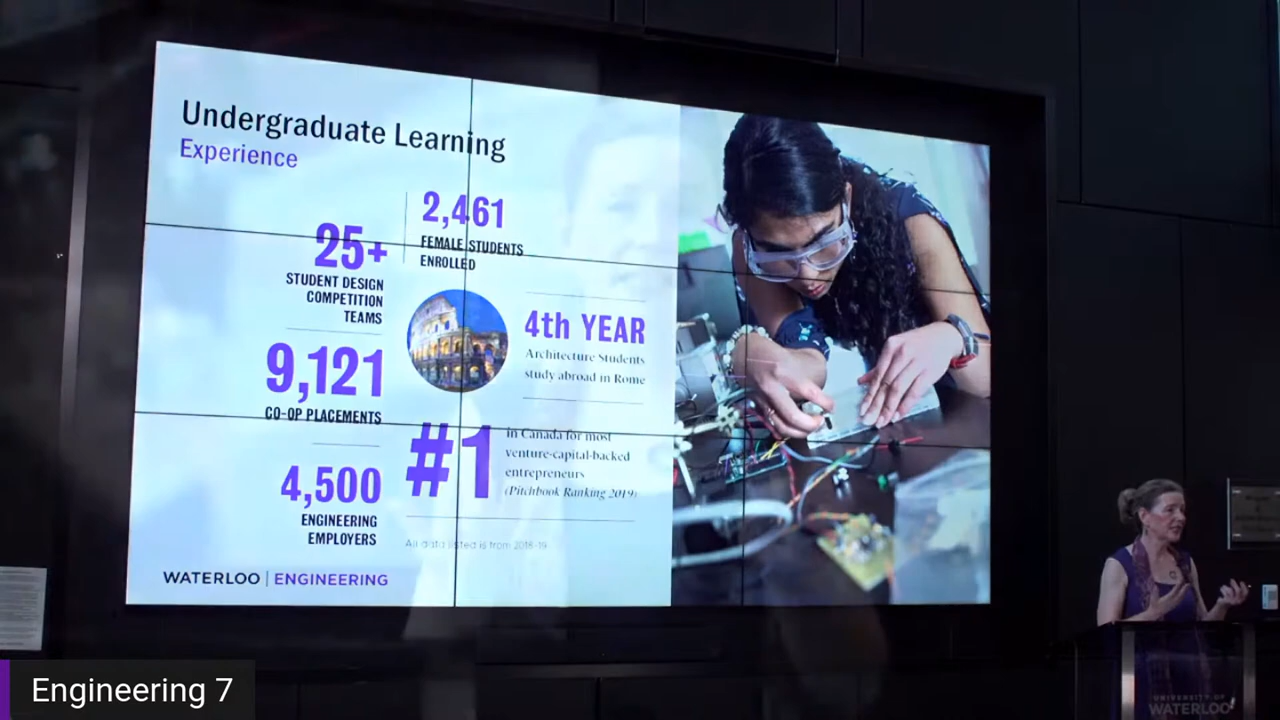 Undergraduate Learning
Experience
25+
STUDENT DESIGN
COMPETITION
TEAMS
9,121
CO-OP PLACEMENTS
4,500
ENGINEERING
EMPLOYERS
2,461
FEMALE STUDENTS
ENROLLED
4th YEAR
Architecture Students
study abroad in Rome
#1
in Canada for most
venture-capital-backed
entrepreneurs
(Pitchbook Ranking 2019)
All data listed is from 2018-19
WATERLOO | ENGINEERING
UNIVERSITY OF
WATERLOO
Engineering 7